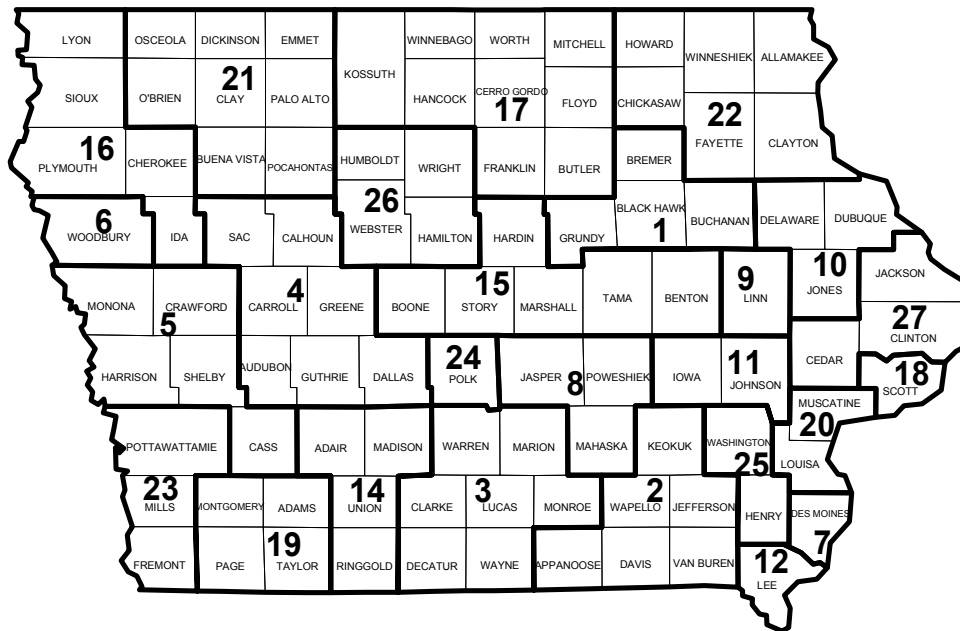 LYON OSCEOLA DICKINSON EMMET WINNEBAGO WORTH MITCHELL HOWARD WINNESHIEK ALLAMAKEE
KOSSUTH
21
SIOUX O'BRIEN CLAY PALO ALTO HANCOCK CERRO GORDO FLOYD CHICKASAW
17
22
FAYETTE CLAYTON
16
PLYMOUTH CHEROKEE BUENA VISTA POCAHONTAS HUMBOLDT WRIGHT FRANKLIN BUTLER BREMER
26
6
WOODBURY IDA SAC CALHOUN WEBSTER HAMILTON HARDIN GRUNDY BLACK HAWK BUCHANAN DELAWARE DUBUQUE
1
15 9 10
JACKSON
MONONA CRAWFORD CARROLL GREENE BOONE STORY MARSHALL TAMA BENTON LINN JONES
4
5
27
CLINTON
24 11
HARRISON SHELBY AUDUBON GUTHRIE DALLAS POLK JASPER POWESHIEK IOWA JOHNSON CEDAR
8
18
SCOTT
MUSCATINE
20
POTTAWATTAMIE CASS ADAIR MADISON WARREN MARION MAHASKA KEOKUK WASHINGTON
25
LOUISA
23 14 3 2
MILLS MONTGOMERY ADAMS UNION CLARKE LUCAS MONROE WAPELLO JEFFERSON HENRY DES MOINES
19 7
12
FREMONT PAGE TAYLOR RINGGOLD DECATUR WAYNE APPANOOSE DAVIS VAN BUREN LEE